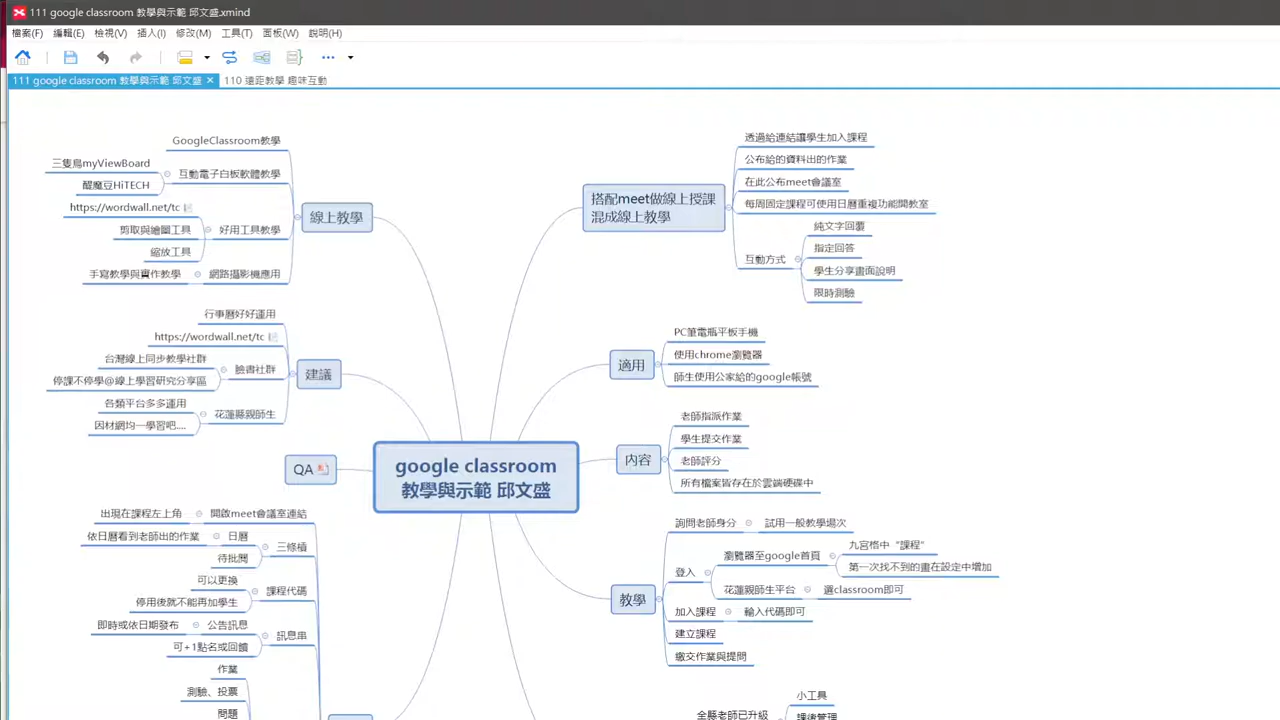 111 google classroom 教學與示範 邱文盛.xmind
檔案(F) 編輯(E) 檢視(V) 插入(I) 修改(M) 工具(T) 面板(W) 說明(H)
111 google classroom 教學與示範 邱文盛 × 110 遠距教學 趣味互動
GoogleClassroom教學
三隻鳥myViewBoard
醍摩豆HiTECH
互動電子白板軟體教學
https://wordwall.net/tc
剪取與繪圖工具
縮放工具
好用工具教學
手寫教學與實作教學
網路攝影機應用
線上教學
行事曆好好運用
https://wordwall.net/tc
台灣線上同步教學社群
停課不停學@線上學習研究分享區
臉書社群
各類平台多多運用
因材網均一學習吧....
花蓮縣親師生
建議
QA
google classroom
教學與示範 邱文盛
出現在課程左上角
開啟meet會議室連結
依日曆看到老師出的作業
日曆
待批閱
三條槓
可以更換
停用後就不能再加學生
課程代碼
即時或依日期發布
公告訊息
可+1點名或回饋
訊息串
作業
測驗、投票
問題
搭配meet做線上授課
混成線上教學
透過給連結讓學生加入課程
公布給的資料出的作業
在此公布meet會議室
每周固定課程可使用日曆重複功能開教室
互動方式
純文字回覆
指定回答
學生分享畫面說明
限時測驗
適用
PC筆電瓶平板手機
使用chrome瀏覽器
師生使用公家給的google帳號
內容
老師指派作業
學生提交作業
老師評分
所有檔案皆存在於雲端硬碟中
教學
詢問老師身分
試用一般教學場次
登入
瀏覽器至google首頁
九宮格中“課程”
第一次找不到的畫在設定中增加
花蓮親師生平台
選classroom即可
加入課程
輸入代碼即可
建立課程
繳交作業與提問
小工具
全縣老師已升級
課後管理